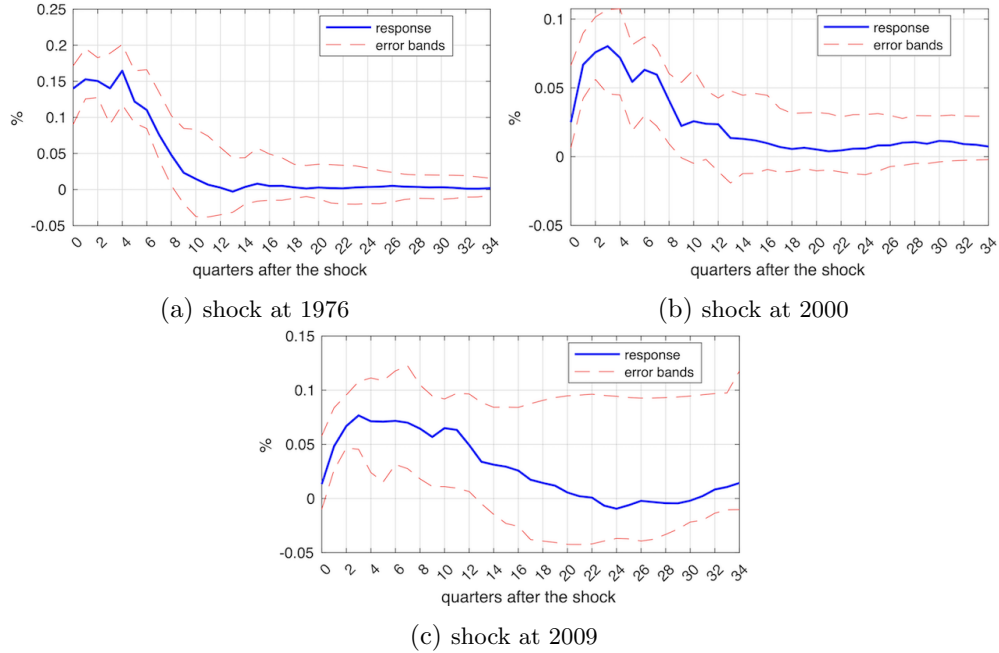 0.25
0.20
0.15
0.10
0.05
0
-0.05
%
response
error bands
0 2 4 6 8 10 12 14 16 18 20 22 24 26 28 30 32 34
quarters after the shock
(a) shock at 1976
0.1
0.05
0
-0.05
%
response
error bands
0 2 4 6 8 10 12 14 16 18 20 22 24 26 28 30 32 34
quarters after the shock
(b) shock at 2000
0.15
0.1
0.05
0
-0.05
%
response
error bands
0 2 4 6 8 10 12 14 16 18 20 22 24 26 28 30 32 34
quarters after the shock
(c) shock at 2009